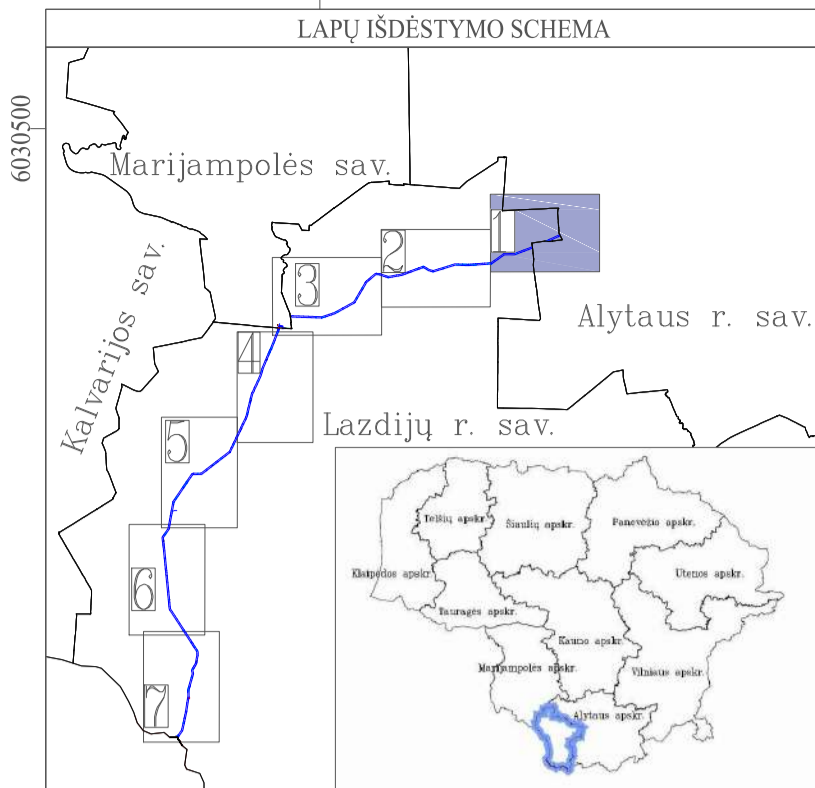 LAPŲ IŠDĖSTYMO SCHEMA
6030500
Marijampolės sav.
Kalvarijos sav.
1
2
3
Alytaus r. sav.
4
Lazdijų r. sav.
5
6
7
Telšių apskr.
Šiaulių apskr.
Panevėžio apskr.
Klaipėdos apskr.
Utenos apskr.
Tauragės apskr.
Kauno apskr.
Marijampolės apskr.
Vilniaus apskr.
Alytaus apskr.